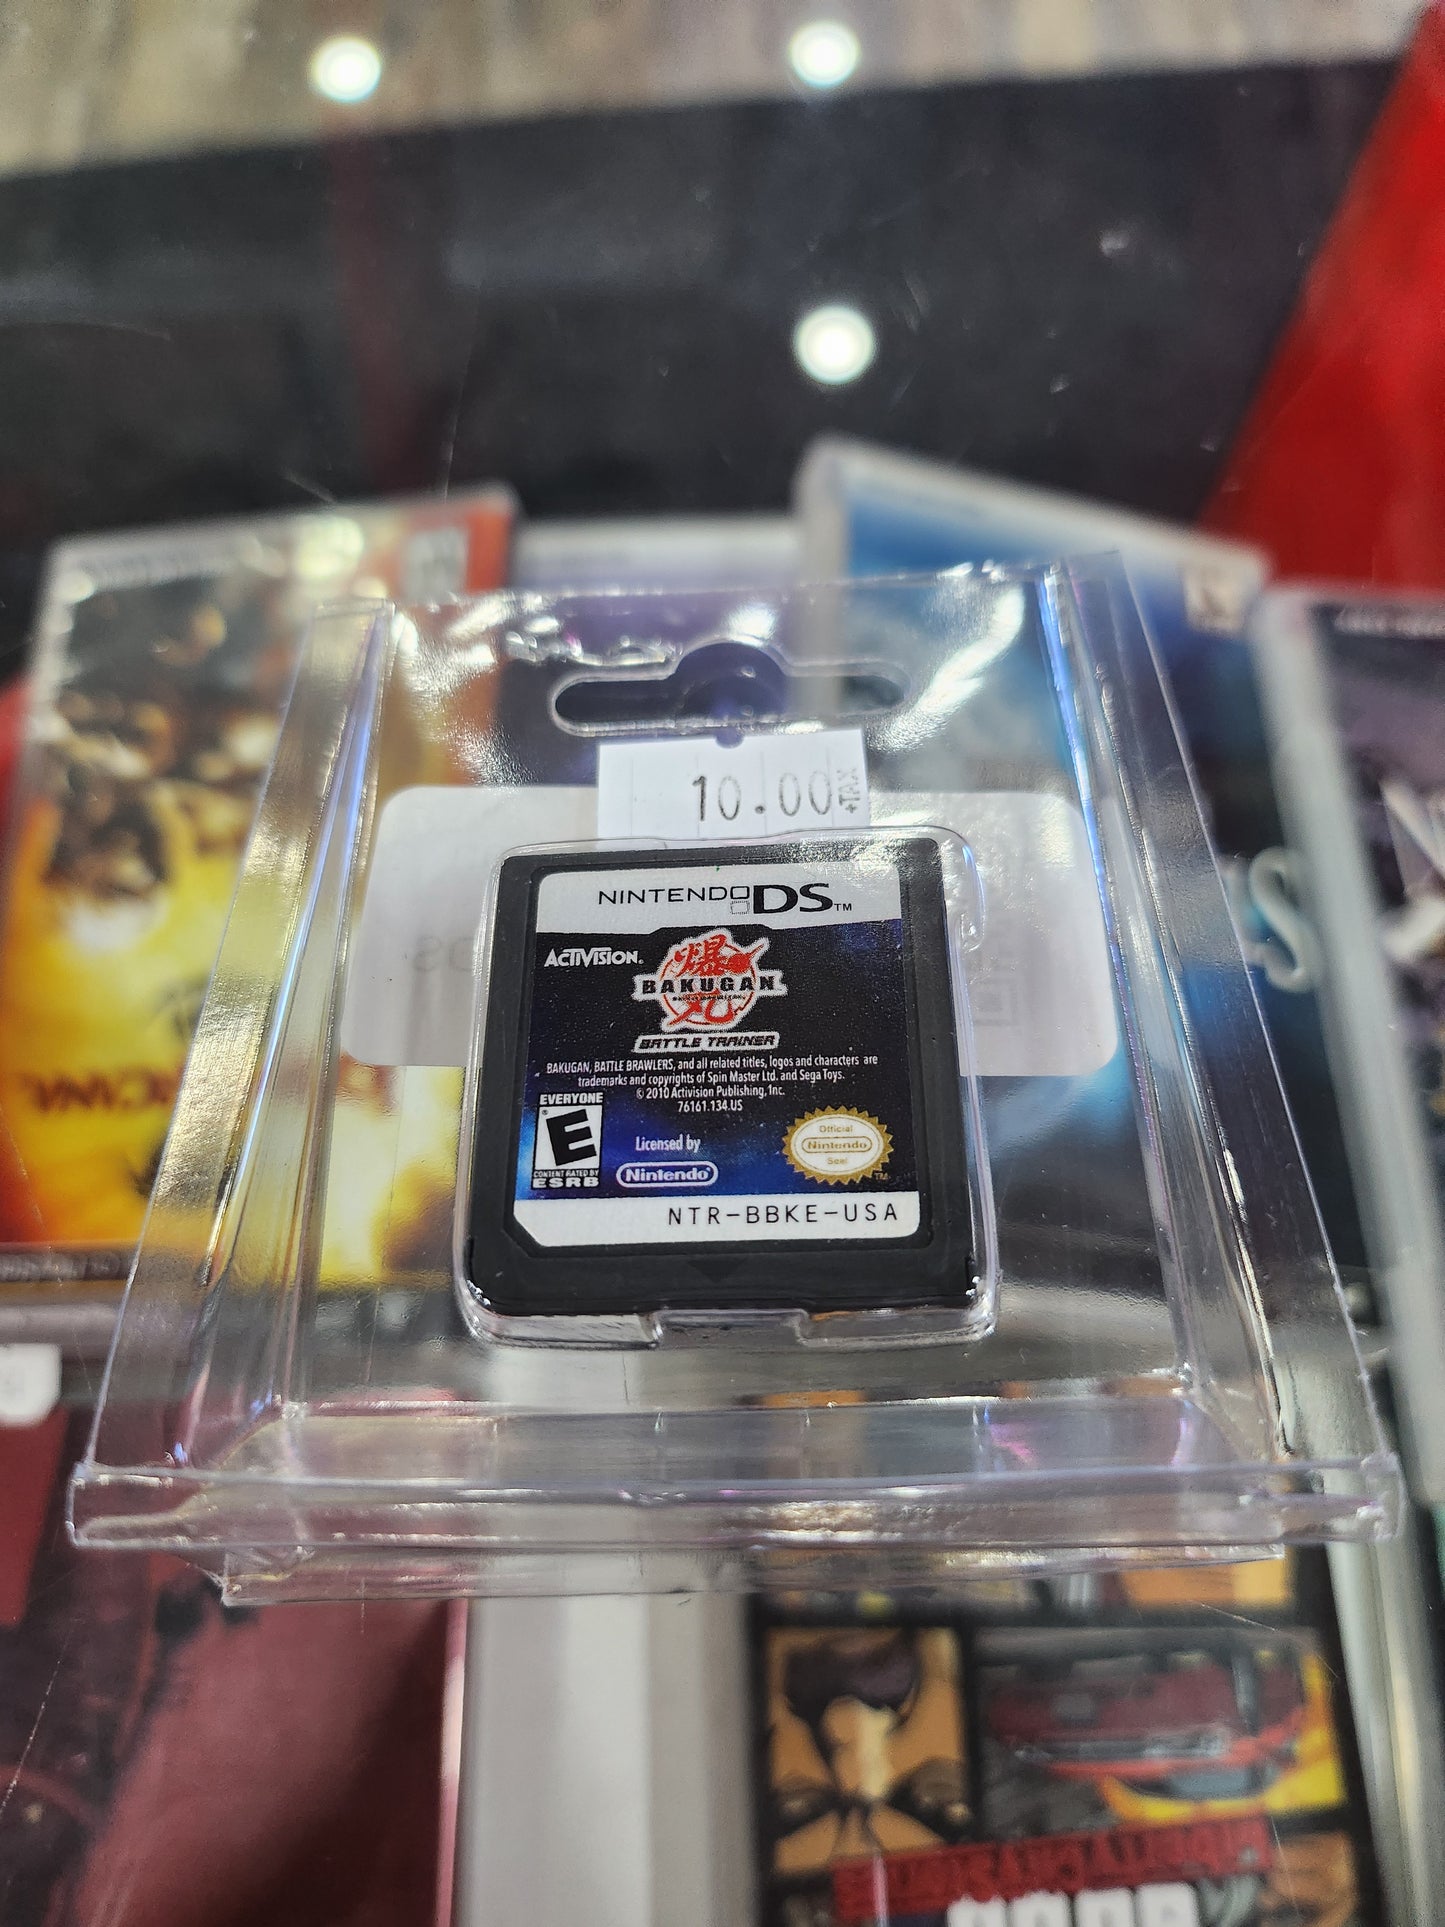 10.00 +TAX
NINTENDO DS™
ACTIVISION®
爆
BAKUGAN
丸
BATTLE TRAINER
BAKUGAN, BATTLE BRAWLERS, and all related titles, logos and characters are
trademarks and copyrights of Spin Master Ltd. and Sega Toys.
© 2010 Activision Publishing, Inc.
76161.134.US
EVERYONE
E
CONTENT RATED BY
ESRB
Licensed by
Nintendo®
Official
Nintendo
Seal
TM
NTR-BBKE-USA